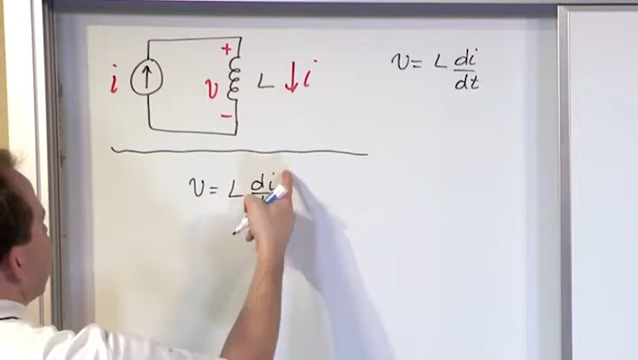 i + v - L ↓i
v = L di/dt
v = L di